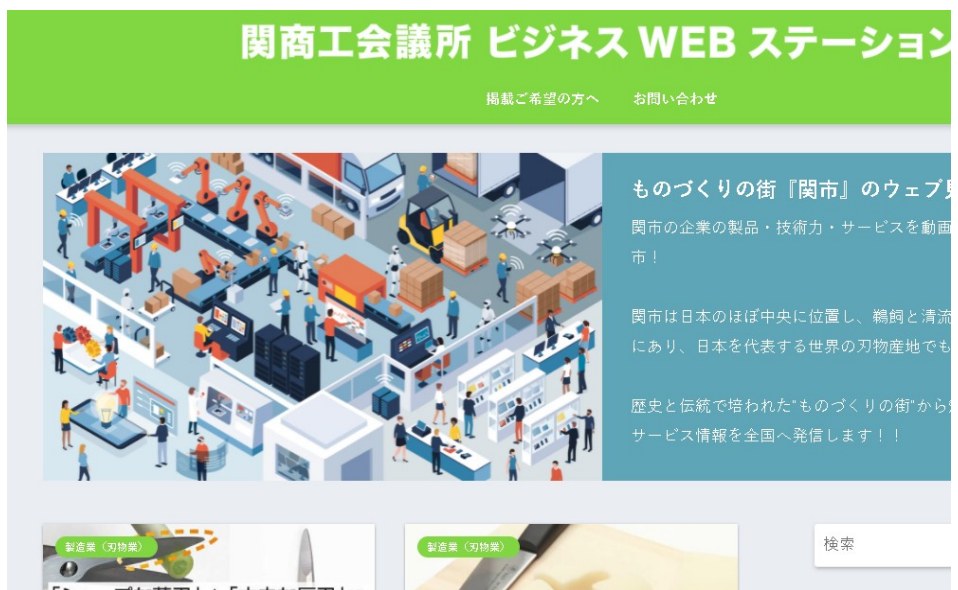 関商工会議所 ビジネス WEB ステーション
掲載ご希望の方へ お問い合わせ
ものづくりの街『関市』のウェブ
関市の企業の製品・技術力・サービスを動画
市！
関市は日本のほぼ中央に位置し、鵜飼と清流
にあり、日本を代表する世界の刃物産地でも
歴史と伝統で培われた"ものづくりの街"から
サービス情報を全国へ発信します！！
製造業（刃物業）
製造業（刃物業）
検索